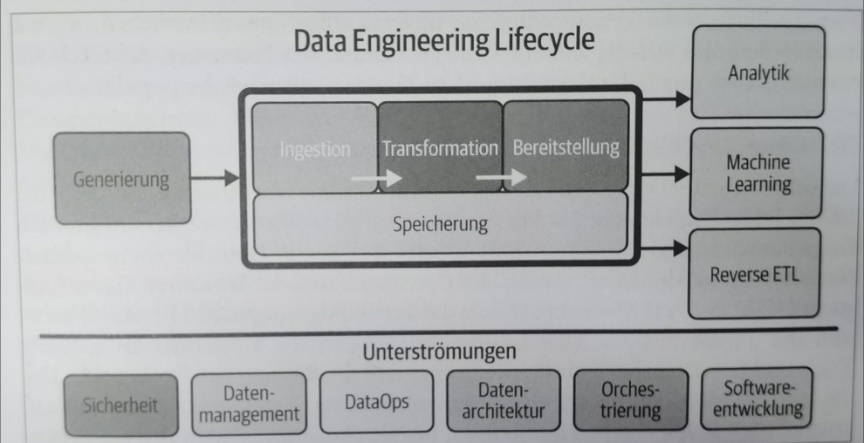 Data Engineering Lifecycle
Generierung
Ingestion
Transformation
Bereitstellung
Speicherung
Analytik
Machine
Learning
Reverse ETL
Unterströmungen
Sicherheit
Daten-
management
DataOps
Daten-
architektur
Orches-
trierung
Software-
entwicklung